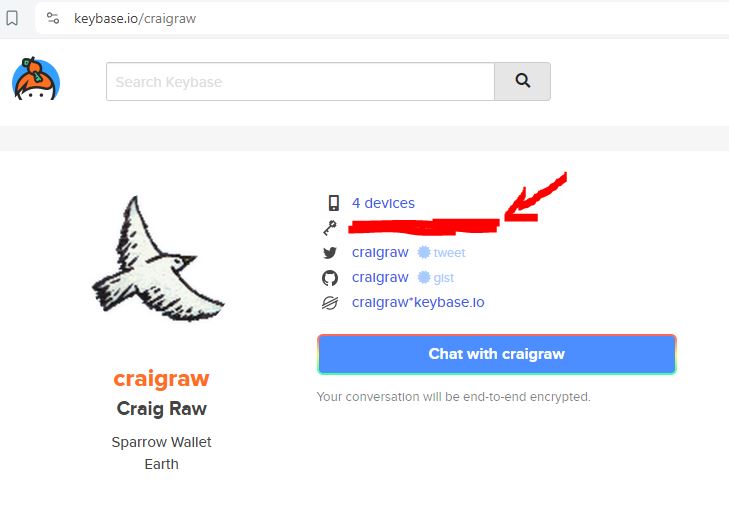 keybase.io/craigraw
Search Keybase
4 devices
craigraw tweet
craigraw gist
craigraw*keybase.io
Chat with craigraw
Your conversation will be end-to-end encrypted.
craigraw
Craig Raw
Sparrow Wallet
Earth